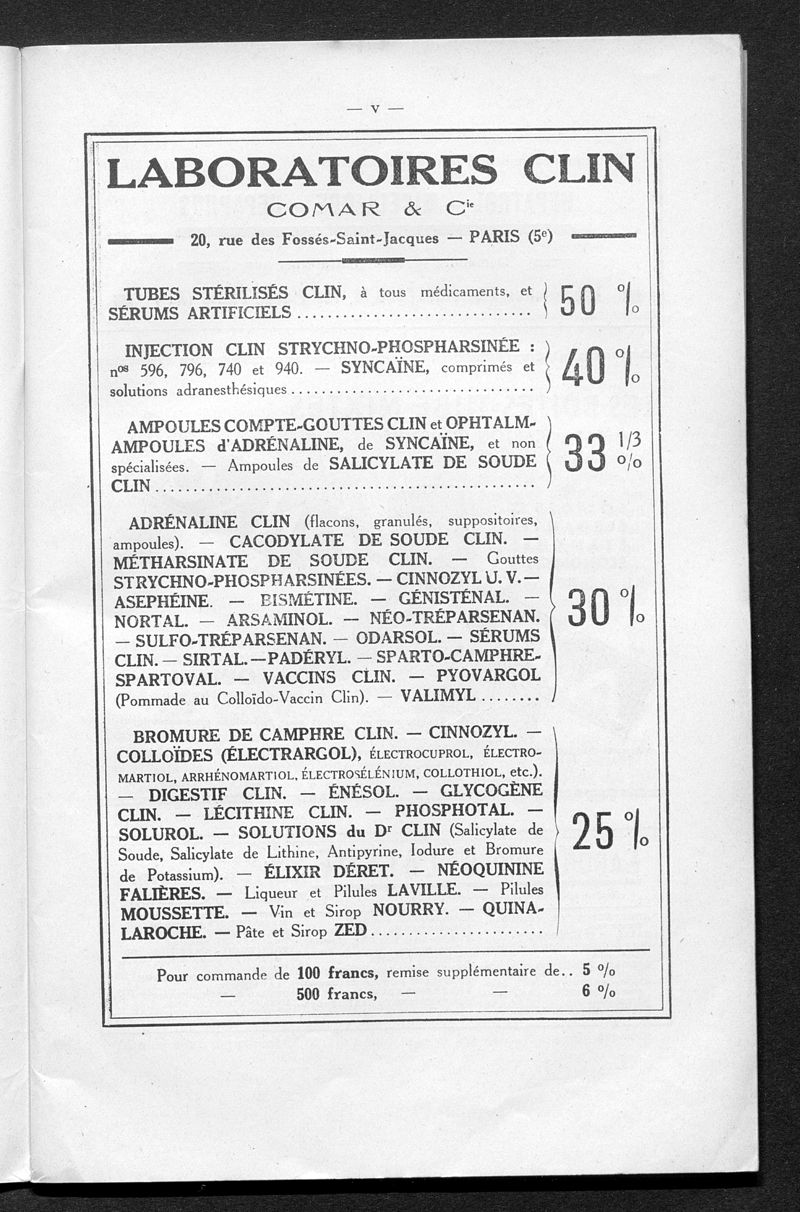 — V —
LABORATOIRES CLIN
COMAR & Cie
20, rue des Fossés-Saint-Jacques — PARIS (5e)
TUBES STÉRILISÉS CLIN, à tous médicaments, et
SÉRUMS ARTIFICIELS ..............................
50 %
INJECTION CLIN STRYCHNO-PHOSPHARSINÉE :
nos 596, 796, 740 et 940. — SYNCAÏNE, comprimés et
solutions adranesthésiques ...............................
40 %
AMPOULES COMPTE-GOUTTES CLIN et OPHTALM-
AMPOULES d'ADRÉNALINE, de SYNCAÏNE, et non
spécialisées. — Ampoules de SALICYLATE DE SOUDE
CLIN ................................................
33 1/3 %
ADRÉNALINE CLIN (flacons, granulés, suppositoires,
ampoules). — CACODYLATE DE SOUDE CLIN. —
MÉTHARSINATE DE SOUDE CLIN. — Gouttes
STRYCHNO-PHOSPHARSINÉES. — CINNOZYL U. V. —
ASEPHÉINE. — BISMÉTINE. — GÉNISTÉNAL. —
NORTAL. — ARSAMINOL. — NÉO-TRÉPARSENAN.
— SULFO-TRÉPARSENAN. — ODARSOL. — SÉRUMS
CLIN. — SIRTAL. — PADÉRYL. — SPARTO-CAMPHRE-
SPARTOVAL. — VACCINS CLIN. — PYOVARGOL
(Pommade au Colloïdo-Vaccin Clin). — VALIMYL ........
30 %
BROMURE DE CAMPHRE CLIN. — CINNOZYL. —
COLLOÏDES (ÉLECTRARGOL), ÉLECTROCUPROL, ÉLECTRO-
MARTIOL, ARRHÉNOMARTIOL, ÉLECTROSÉLÉNIUM, COLLOTHIOL, etc.).
— DIGESTIF CLIN. — ÉNÉSOL. — GLYCOGÈNE
CLIN. — LÉCITHINE CLIN. — PHOSPHOTAL. —
SOLUROL. — SOLUTIONS du Dr CLIN (Salicylate de
Soude, Salicylate de Lithine, Antipyrine, Iodure et Bromure
de Potassium). — ÉLIXIR DÉRET. — NÉOQUININE
FALIÈRES. — Liqueur et Pilules LAVILLE. — Pilules
MOUSSETTE. — Vin et Sirop NOURRY. — QUINA-
LAROCHE. — Pâte et Sirop ZED ......................
25 %
Pour commande de 100 francs, remise supplémentaire de.. 5 %
— 500 francs, — — 6 %